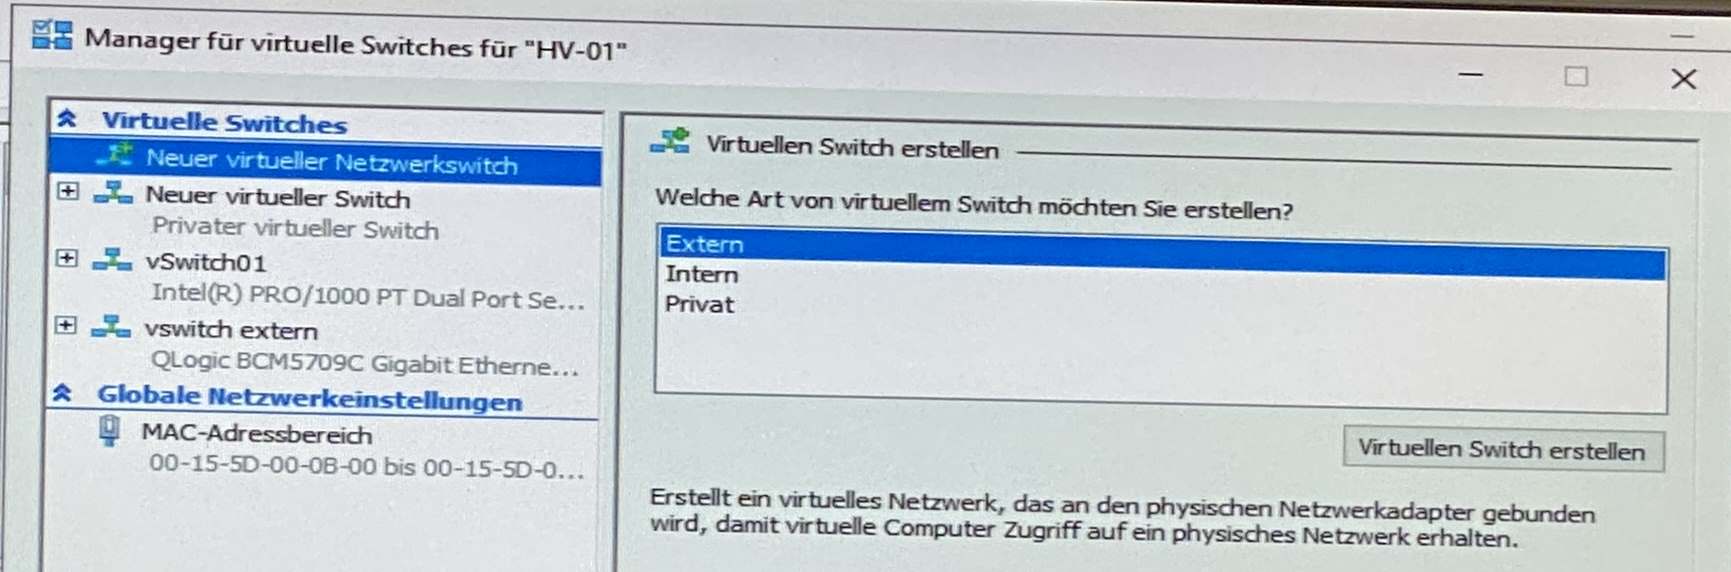 Manager für virtuelle Switches für "HV-01"
Virtuelle Switches
Neuer virtueller Netzwerkswitch
Neuer virtueller Switch
Privater virtueller Switch
vSwitch01
Intel(R) PRO/1000 PT Dual Port Se...
vswitch extern
QLogic BCM5709C Gigabit Etherne...
Globale Netzwerkeinstellungen
MAC-Adressbereich
00-15-5D-00-0B-00 bis 00-15-5D-0...
Virtuellen Switch erstellen
Welche Art von virtuellem Switch möchten Sie erstellen?
Extern
Intern
Privat
Virtuellen Switch erstellen
Erstellt ein virtuelles Netzwerk, das an den physischen Netzwerkadapter gebunden
wird, damit virtuelle Computer Zugriff auf ein physisches Netzwerk erhalten.